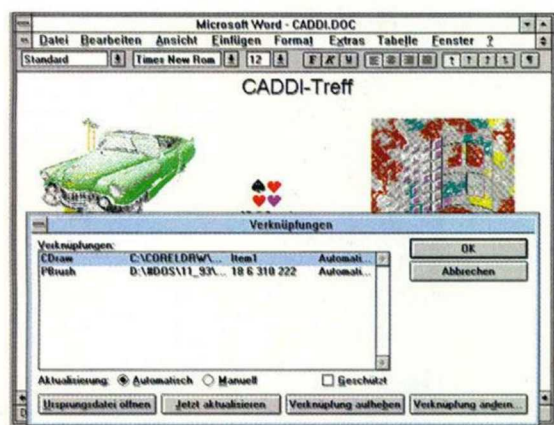 Microsoft Word - CADDI.DOC
Datei Bearbeiten Ansicht Einfügen Format Extras Tabelle Fenster ?
Standard Times New Rom 12 F K U
CADDI-Treff
Verknüpfungen
Verknüpfungen:
CDraw C:\CORELDRW\... Item1 Automati...
PBrush D:\#DOS\11_93\... 18 6 310 222 Automati...
OK
Abbrechen
Aktualisierung: Automatisch Manuell Geschützt
Ursprungsdatei öffnen Jetzt aktualisieren Verknüpfung aufheben Verknüpfung ändern...